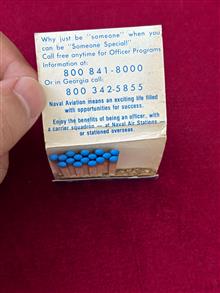 Why just be "someone" when you
can be "Someone Special!"
Call free anytime for Officer Programs
Information at:
800 841-8000
Or in Georgia call:
800 342-5855
Naval Aviation means an exciting life filled
with opportunities for success.
Enjoy the benefits of being an officer, with
a carrier squadron — at Naval Air Stations —
or stationed overseas.